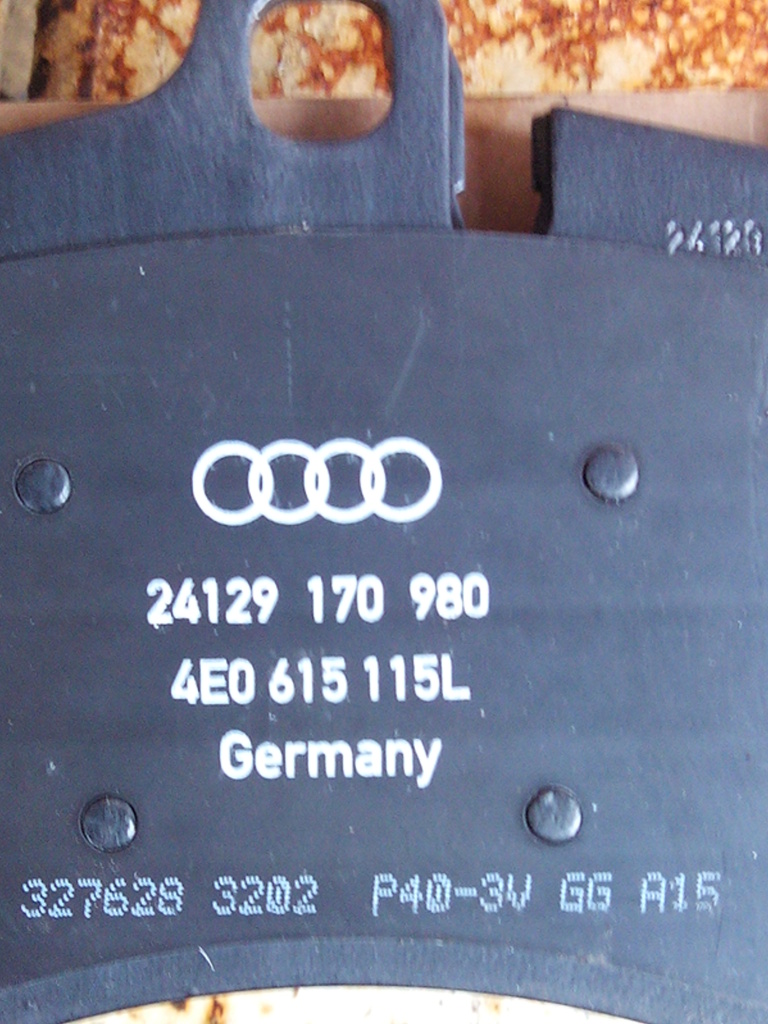 24129
24129 170 980
4E0 615 115L
Germany
327628 3202 P40-3V GG A15